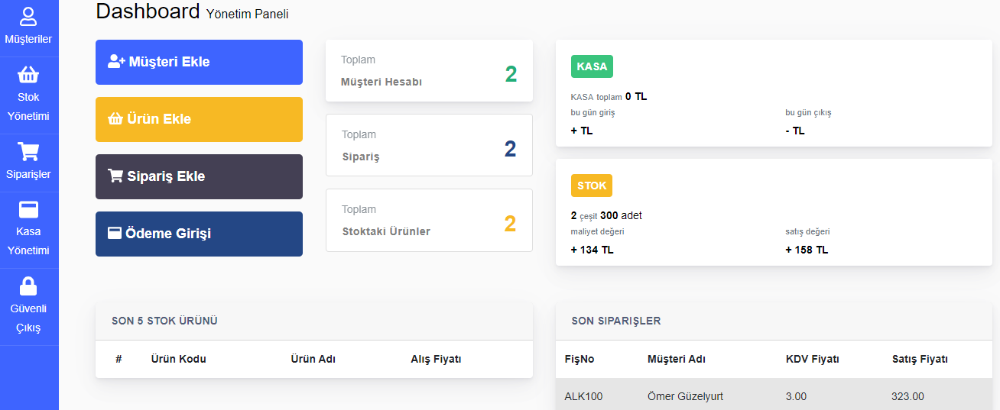 Müşteriler
Stok
Yönetimi
Siparişler
Kasa
Yönetimi
Güvenli
Çıkış
Dashboard Yönetim Paneli
Müşteri Ekle
Ürün Ekle
Sipariş Ekle
Ödeme Girişi
Toplam
Müşteri Hesabı
2
Toplam
Sipariş
2
Toplam
Stoktaki Ürünler
2
KASA
KASA toplam 0 TL
bu gün giriş
+ TL
bu gün çıkış
- TL
STOK
2 çeşit 300 adet
maliyet değeri
+ 134 TL
satış değeri
+ 158 TL
SON 5 STOK ÜRÜNÜ
# Ürün Kodu Ürün Adı Alış Fiyatı
SON SIPARIŞLER
FişNo Müşteri Adı KDV Fiyatı Satış Fiyatı
ALK100 Ömer Güzelyurt 3.00 323.00